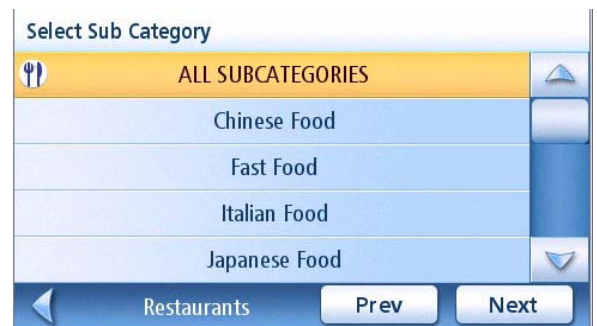 Select Sub Category
ALL SUBCATEGORIES
Chinese Food
Fast Food
Italian Food
Japanese Food
Restaurants Prev Next